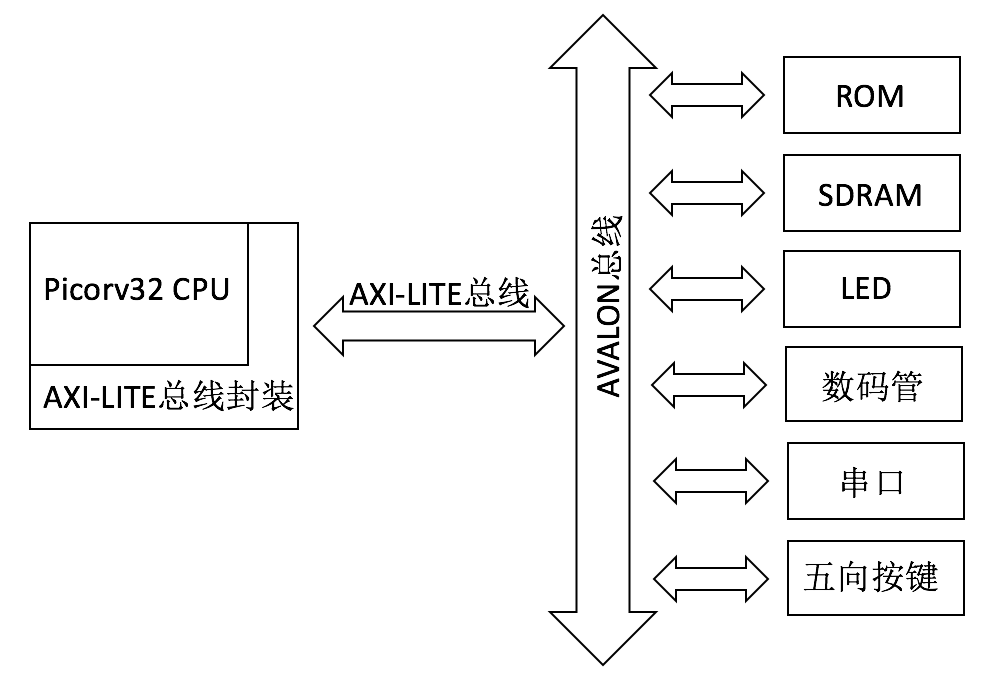 Picorv32 CPU
AXI-LITE总线封装
AXI-LITE总线
AVALON总线
ROM
SDRAM
LED
数码管
串口
五向按键